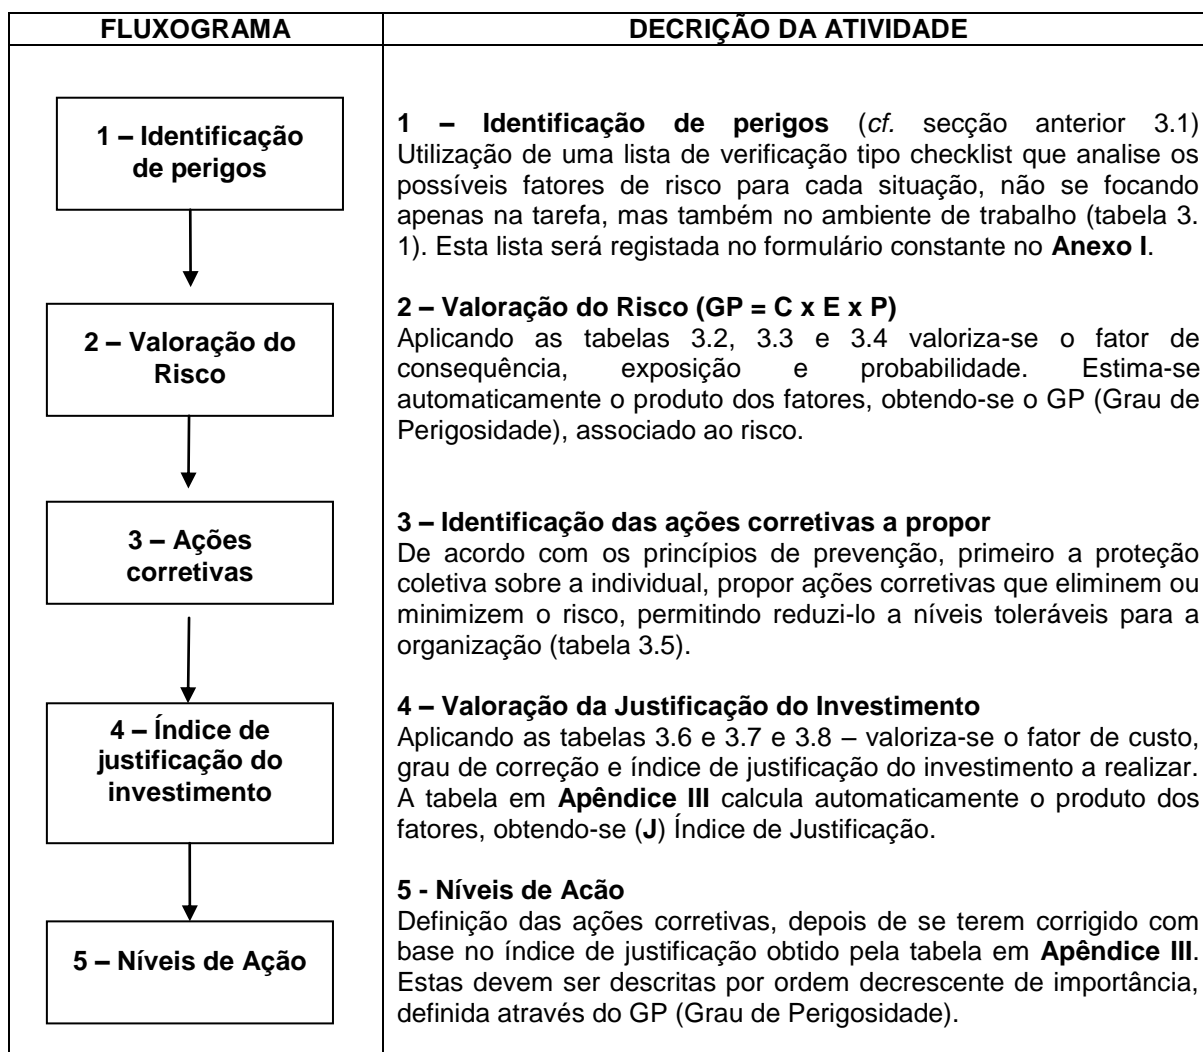 FLUXOGRAMA
DECRIÇÃO DA ATIVIDADE
1 – Identificação
de perigos
1 – Identificação de perigos (cf. secção anterior 3.1)
Utilização de uma lista de verificação tipo checklist que analise os
possíveis fatores de risco para cada situação, não se focando
apenas na tarefa, mas também no ambiente de trabalho (tabela 3.
1). Esta lista será registada no formulário constante no Anexo I.
2 – Valoração do
Risco
2 – Valoração do Risco (GP = C x E x P)
Aplicando as tabelas 3.2, 3.3 e 3.4 valoriza-se o fator de
consequência, exposição e probabilidade. Estima-se
automaticamente o produto dos fatores, obtendo-se o GP (Grau de
Perigosidade), associado ao risco.
3 – Ações
corretivas
3 – Identificação das ações corretivas a propor
De acordo com os princípios de prevenção, primeiro a proteção
coletiva sobre a individual, propor ações corretivas que eliminem ou
minimizem o risco, permitindo reduzi-lo a níveis toleráveis para a
organização (tabela 3.5).
4 – Índice de
justificação do
investimento
4 – Valoração da Justificação do Investimento
Aplicando as tabelas 3.6 e 3.7 e 3.8 – valoriza-se o fator de custo,
grau de correção e índice de justificação do investimento a realizar.
A tabela em Apêndice III calcula automaticamente o produto dos
fatores, obtendo-se (J) Índice de Justificação.
5 – Níveis de Ação
5 - Níveis de Acão
Definição das ações corretivas, depois de se terem corrigido com
base no índice de justificação obtido pela tabela em Apêndice III.
Estas devem ser descritas por ordem decrescente de importância,
definida através do GP (Grau de Perigosidade).